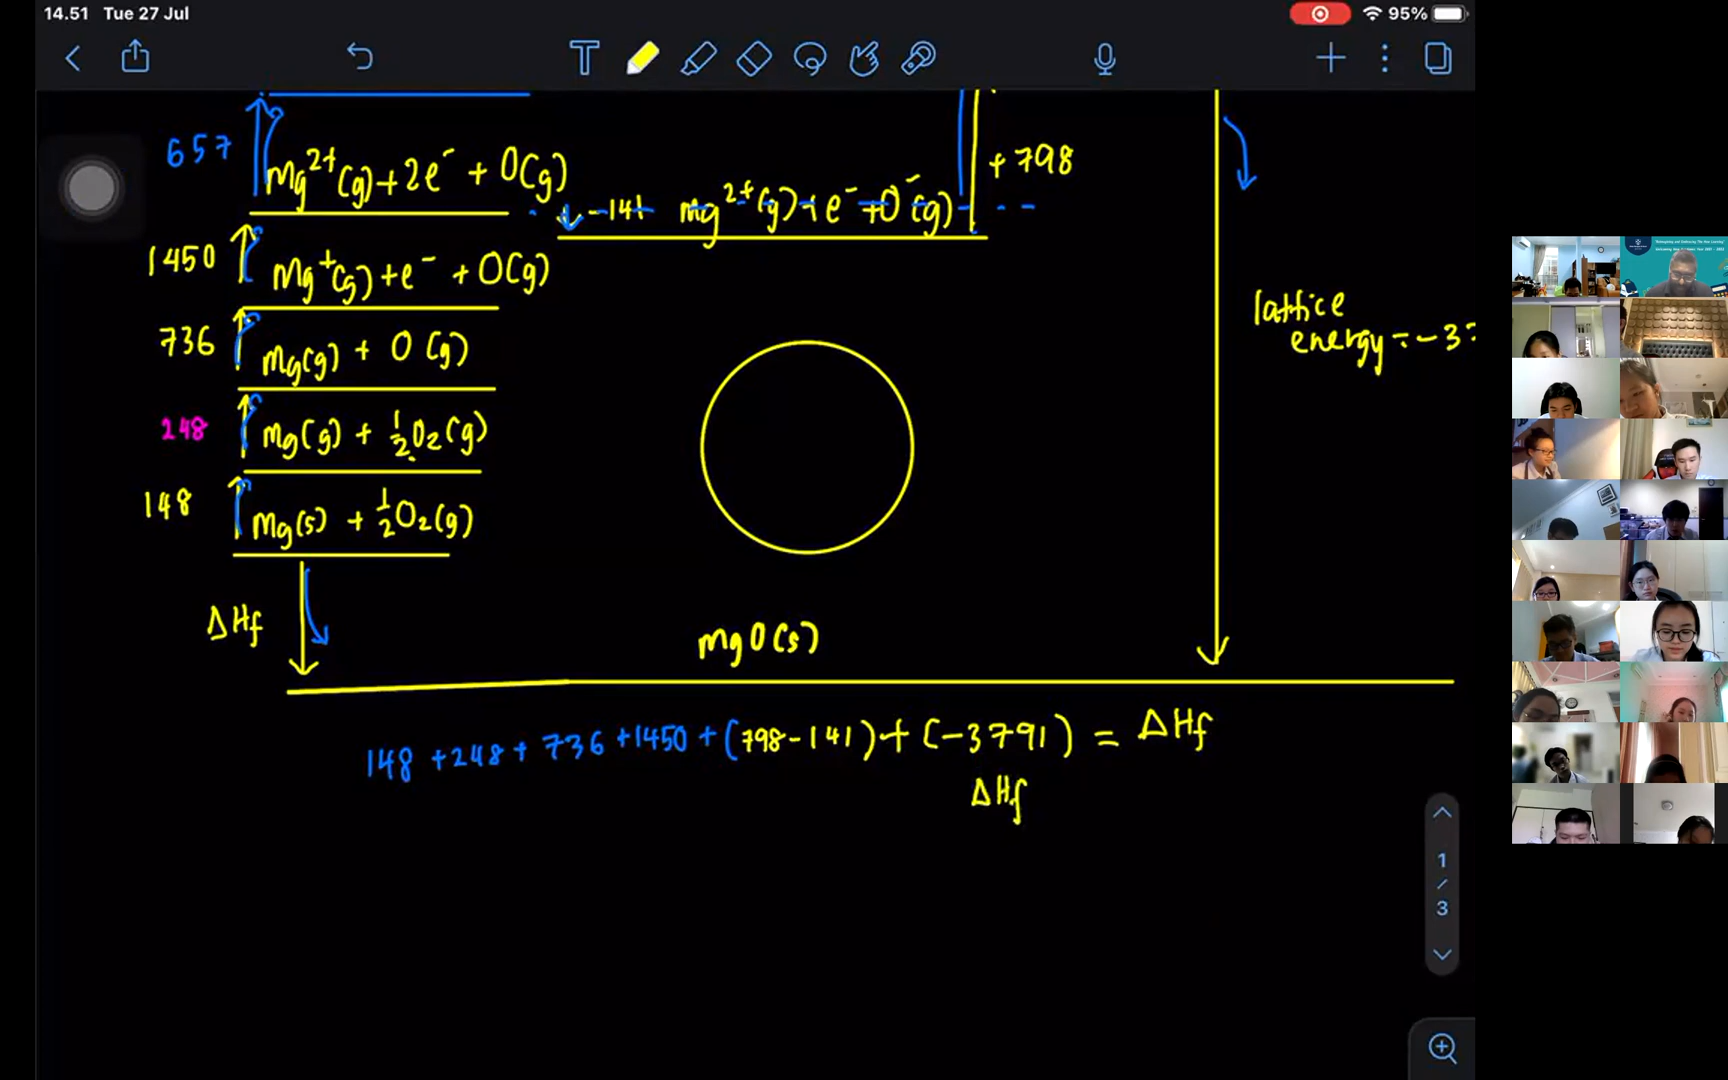 14.51 Tue 27 Jul
95%
657
Mg²⁺(g)+2e⁻ + O(g)
+ 798
-141 Mg²⁺(g)+e⁻+O⁻(g)
1450
Mg⁺(g)+e⁻ + O(g)
lattice
energy = -37
736
Mg(g) + O(g)
248
Mg(g) + ½O₂(g)
148
Mg(s) + ½O₂(g)
ΔHf
MgO(s)
148 +248 + 736 +1450 + (798-141) + (-3791) = ΔHf
ΔHf
1
/
3